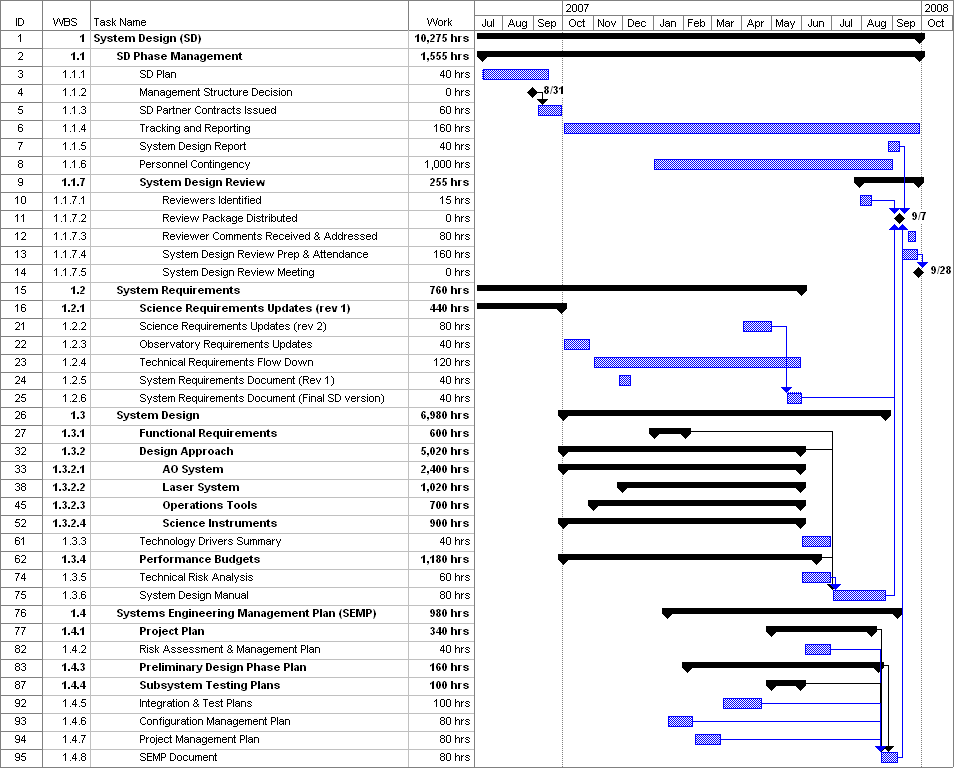 2007 2008
ID WBS Task Name Work Jul Aug Sep Oct Nov Dec Jan Feb Mar Apr May Jun Jul Aug Sep Oct
1 1 System Design (SD) 10,275 hrs
2 1.1 SD Phase Management 1,555 hrs
3 1.1.1 SD Plan 40 hrs
4 1.1.2 Management Structure Decision 0 hrs 8/31
5 1.1.3 SD Partner Contracts Issued 60 hrs
6 1.1.4 Tracking and Reporting 160 hrs
7 1.1.5 System Design Report 40 hrs
8 1.1.6 Personnel Contingency 1,000 hrs
9 1.1.7 System Design Review 255 hrs
10 1.1.7.1 Reviewers Identified 15 hrs
11 1.1.7.2 Review Package Distributed 0 hrs 9/7
12 1.1.7.3 Reviewer Comments Received & Addressed 80 hrs
13 1.1.7.4 System Design Review Prep & Attendance 160 hrs
14 1.1.7.5 System Design Review Meeting 0 hrs 9/28
15 1.2 System Requirements 760 hrs
16 1.2.1 Science Requirements Updates (rev 1) 440 hrs
21 1.2.2 Science Requirements Updates (rev 2) 80 hrs
22 1.2.3 Observatory Requirements Updates 40 hrs
23 1.2.4 Technical Requirements Flow Down 120 hrs
24 1.2.5 System Requirements Document (Rev 1) 40 hrs
25 1.2.6 System Requirements Document (Final SD version) 40 hrs
26 1.3 System Design 6,980 hrs
27 1.3.1 Functional Requirements 600 hrs
32 1.3.2 Design Approach 5,020 hrs
33 1.3.2.1 AO System 2,400 hrs
38 1.3.2.2 Laser System 1,020 hrs
45 1.3.2.3 Operations Tools 700 hrs
52 1.3.2.4 Science Instruments 900 hrs
61 1.3.3 Technology Drivers Summary 40 hrs
62 1.3.4 Performance Budgets 1,180 hrs
74 1.3.5 Technical Risk Analysis 60 hrs
75 1.3.6 System Design Manual 80 hrs
76 1.4 Systems Engineering Management Plan (SEMP) 980 hrs
77 1.4.1 Project Plan 340 hrs
82 1.4.2 Risk Assessment & Management Plan 40 hrs
83 1.4.3 Preliminary Design Phase Plan 160 hrs
87 1.4.4 Subsystem Testing Plans 100 hrs
92 1.4.5 Integration & Test Plans 100 hrs
93 1.4.6 Configuration Management Plan 80 hrs
94 1.4.7 Project Management Plan 80 hrs
95 1.4.8 SEMP Document 80 hrs